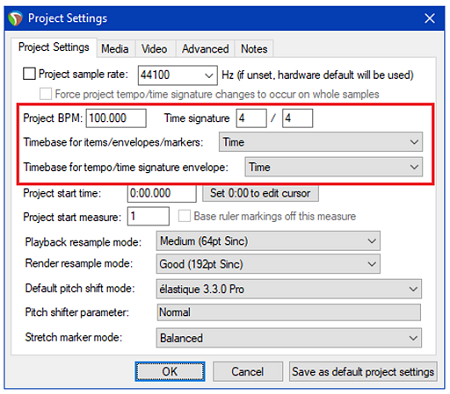 Project Settings
Project Settings Media Video Advanced Notes
Project sample rate: 44100 Hz (if unset, hardware default will be used)
Force project tempo/time signature changes to occur on whole samples
Project BPM: 100.000 Time signature 4 / 4
Timebase for items/envelopes/markers: Time
Timebase for tempo/time signature envelope: Time
Project start time: 0:00.000 Set 0:00 to edit cursor
Project start measure: 1 Base ruler markings off this measure
Playback resample mode: Medium (64pt Sinc)
Render resample mode: Good (192pt Sinc)
Default pitch shift mode: élastique 3.3.0 Pro
Pitch shifter parameter: Normal
Stretch marker mode: Balanced
OK Cancel Save as default project settings